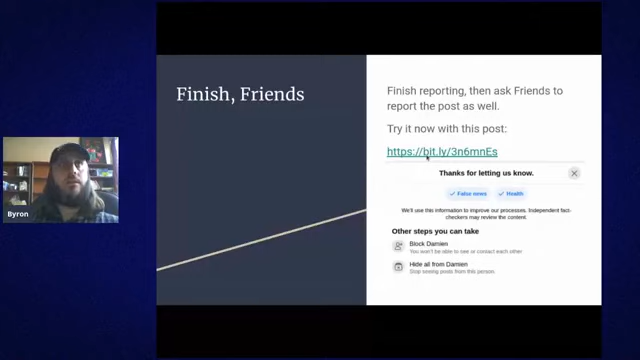 Finish, Friends
Finish reporting, then ask Friends to
report the post as well.
Try it now with this post:
https://bit.ly/3n6mnEs
Thanks for letting us know.
False news
Health
We'll use this information to improve our processes. Independent fact-
checkers may review the content.
Other steps you can take
Block Damien
You won't be able to see or contact each other
Hide all from Damien
Stop seeing posts from this person
Byron